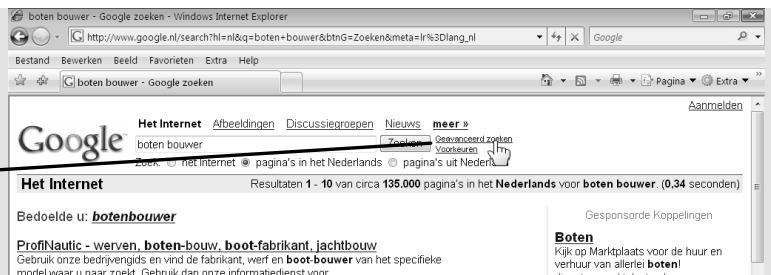 boten bouwer - Google zoeken - Windows Internet Explorer
http://www.google.nl/search?hl=nl&q=boten+bouwer&btnG=Zoeken&meta=lr%3Dlang_nl
Google
Bestand Bewerken Beeld Favorieten Extra Help
boten bouwer - Google zoeken
Pagina Extra
Aanmelden
Het Internet Afbeeldingen Discussiegroepen Nieuws meer »
Google boten bouwer Zoeken Geavanceerd zoeken
Voorkeuren
Zoek: het Internet pagina's in het Nederlands pagina's uit
Het Internet Resultaten 1 - 10 van circa 135.000 pagina's in het Nederlands voor boten bouwer. (0,34 seconden)
Bedoelde u: botenbouwer
Gesponsorde Koppelingen
ProfiNautic - werven, boten-bouw, boot-fabrikant, jachtbouw
Gebruik onze bedrijvengids en vind de fabrikant, werf en boot-bouwer van het specifieke
model waar u naar zoekt. Gebruik dan onze informatiedienst voor
Boten
Kijk op Marktplaats voor de huur en
verhuur van allerlei boten!